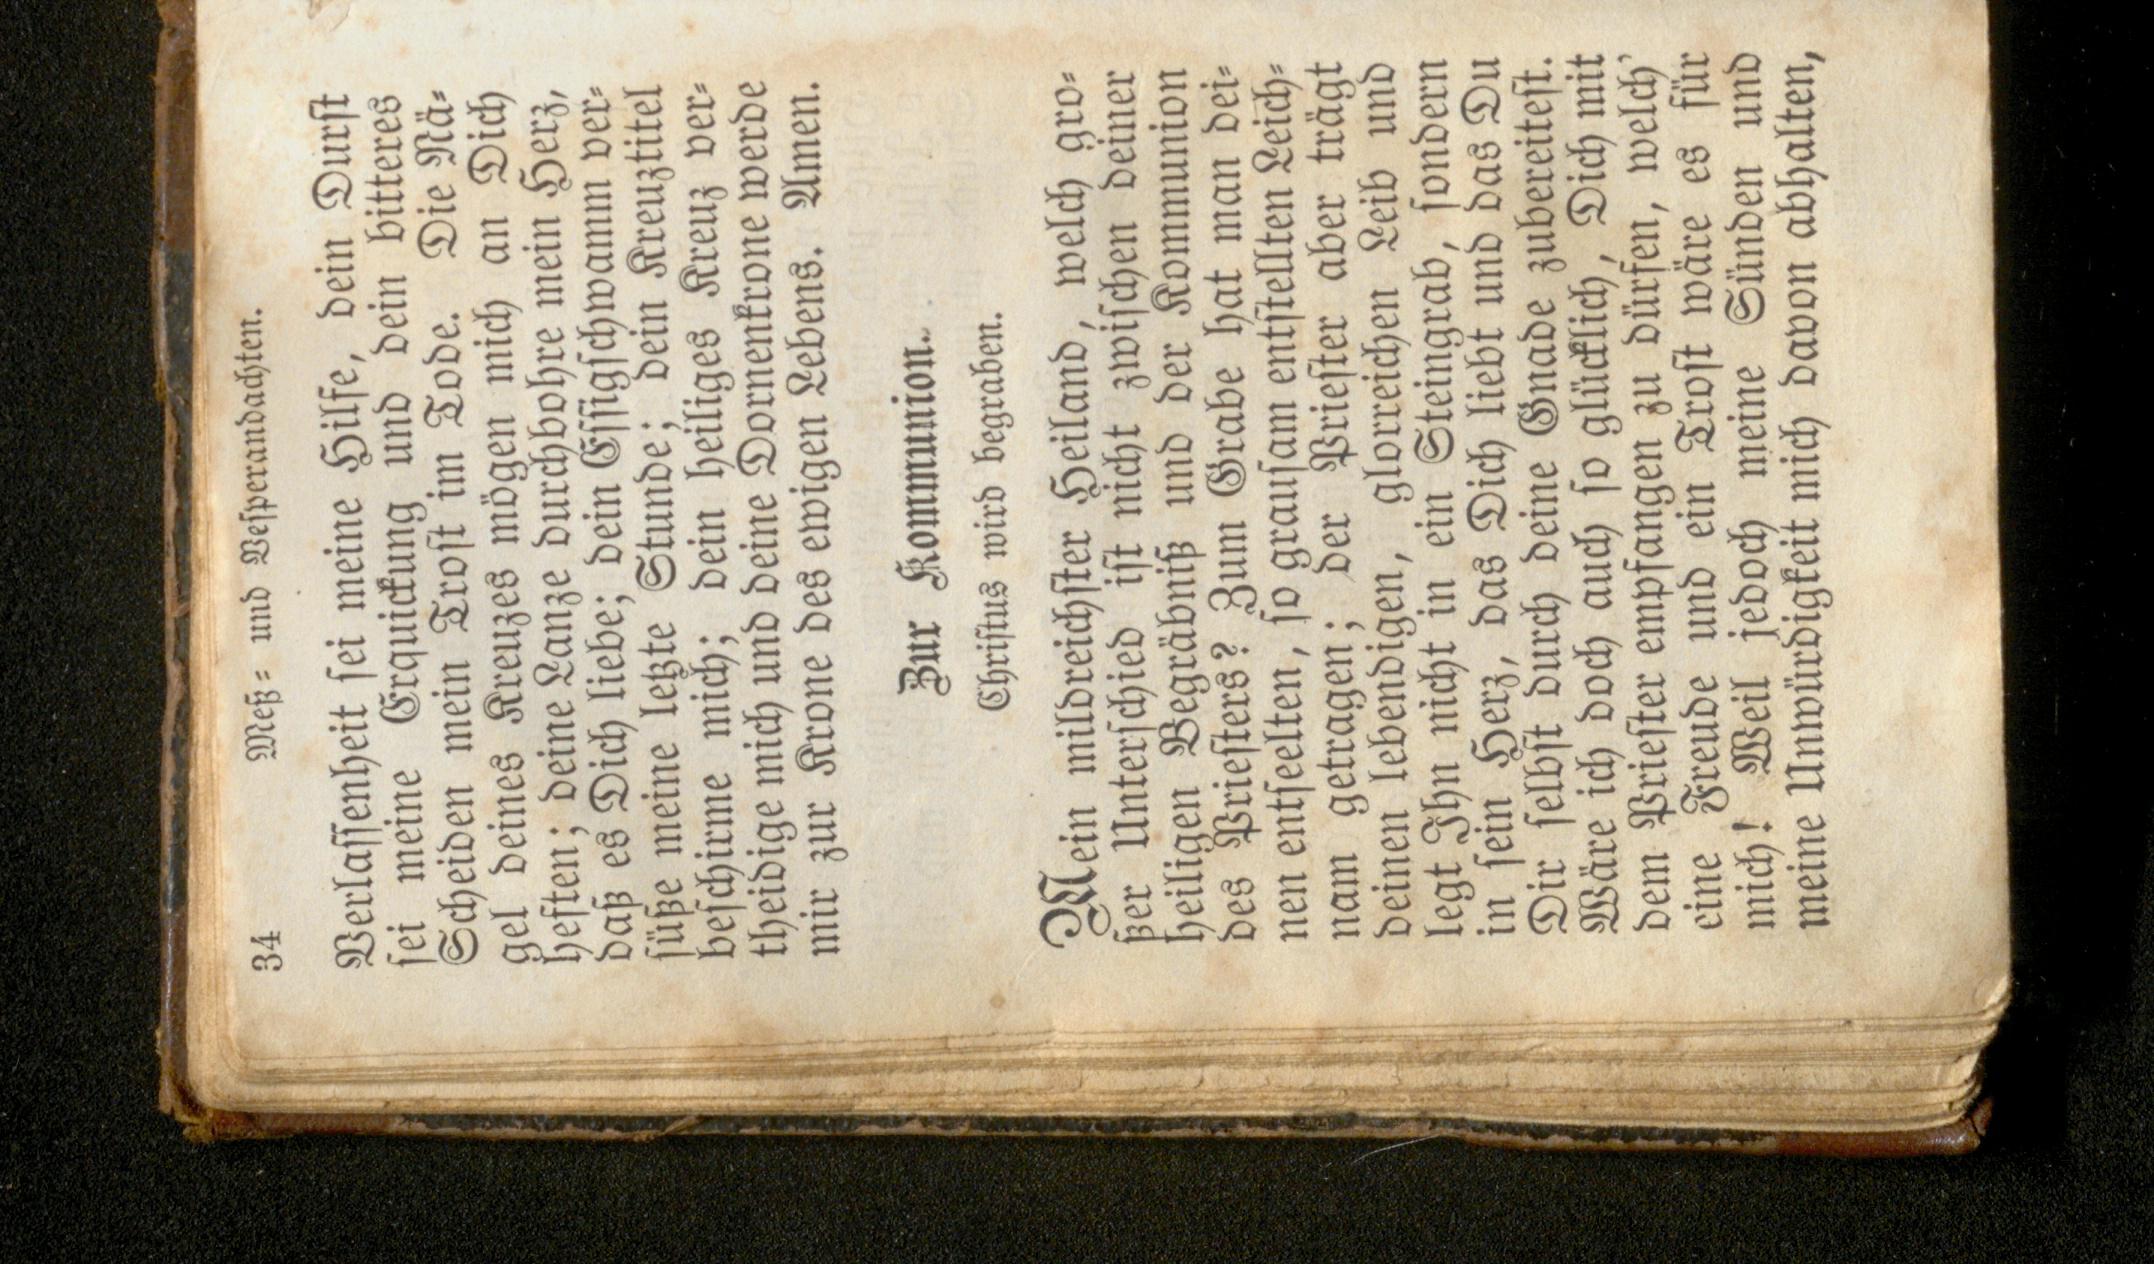 34 Meß= und Vesperandachten.
Verlassenheit sei meine Hilfe, dein Durst
sei meine Erquickung und dein bitteres
Scheiden mein Trost im Tode. Die Nä=
gel deines Kreuzes mögen mich an Dich
heften; deine Lanze durchbohre mein Herz,
daß es Dich liebe; dein Essigschwamm ver=
süße meine letzte Stunde; dein Kreuztitel
beschirme mich; dein heiliges Kreuz ver=
theidige mich und deine Dornenkrone werde
mir zur Krone des ewigen Lebens. Amen.
Zur Kommunion.
Christus wird begraben.
Mein mildreichster Heiland, welch gro=
ßer Unterschied ist nicht zwischen deiner
heiligen Begräbniß und der Kommunion
des Priesters? Zum Grabe hat man dei=
nen entseelten, so grausam entstellten Leich=
nam getragen; der Priester aber trägt
deinen lebendigen, glorreichen Leib und
legt Ihn nicht in ein Steingrab, sondern
in sein Herz, das Dich liebt und das Du
Dir selbst durch deine Gnade zubereitest.
Wäre ich doch auch so glücklich, Dich mit
dem Priester empfangen zu dürfen, welch'
eine Freude und ein Trost wäre es für
mich! Weil jedoch meine Sünden und
meine Unwürdigkeit mich davon abhalten,